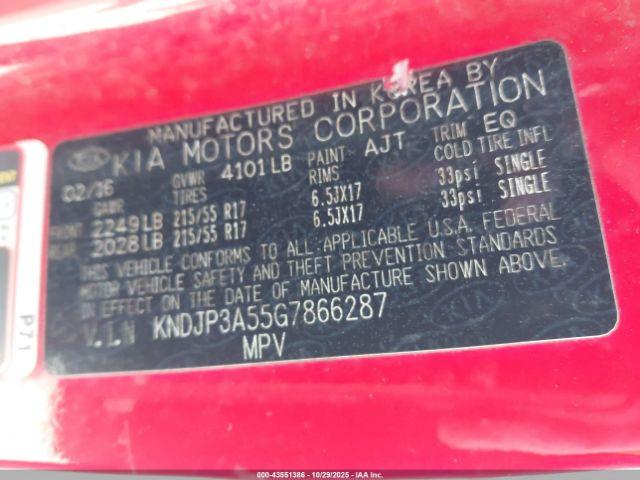 MANUFACTURED IN KOREA BY
KIA MOTORS CORPORATION
02/16 GVWR 4101LB PAINT AJT TRIM EQ
GAWR TIRES RIMS COLD TIRE INFL
FRONT 2249LB 215/55 R17 6.5JX17 33psi SINGLE
REAR 2028LB 215/55 R17 6.5JX17 33psi SINGLE
THIS VEHICLE CONFORMS TO ALL APPLICABLE U.S.A. FEDERAL
MOTOR VEHICLE SAFETY AND THEFT PREVENTION STANDARDS
IN EFFECT ON THE DATE OF MANUFACTURE SHOWN ABOVE.
V.I.N KNDJP3A55G7866287
MPV
P71
000-43551386 10/29/2025 - IAA Inc.